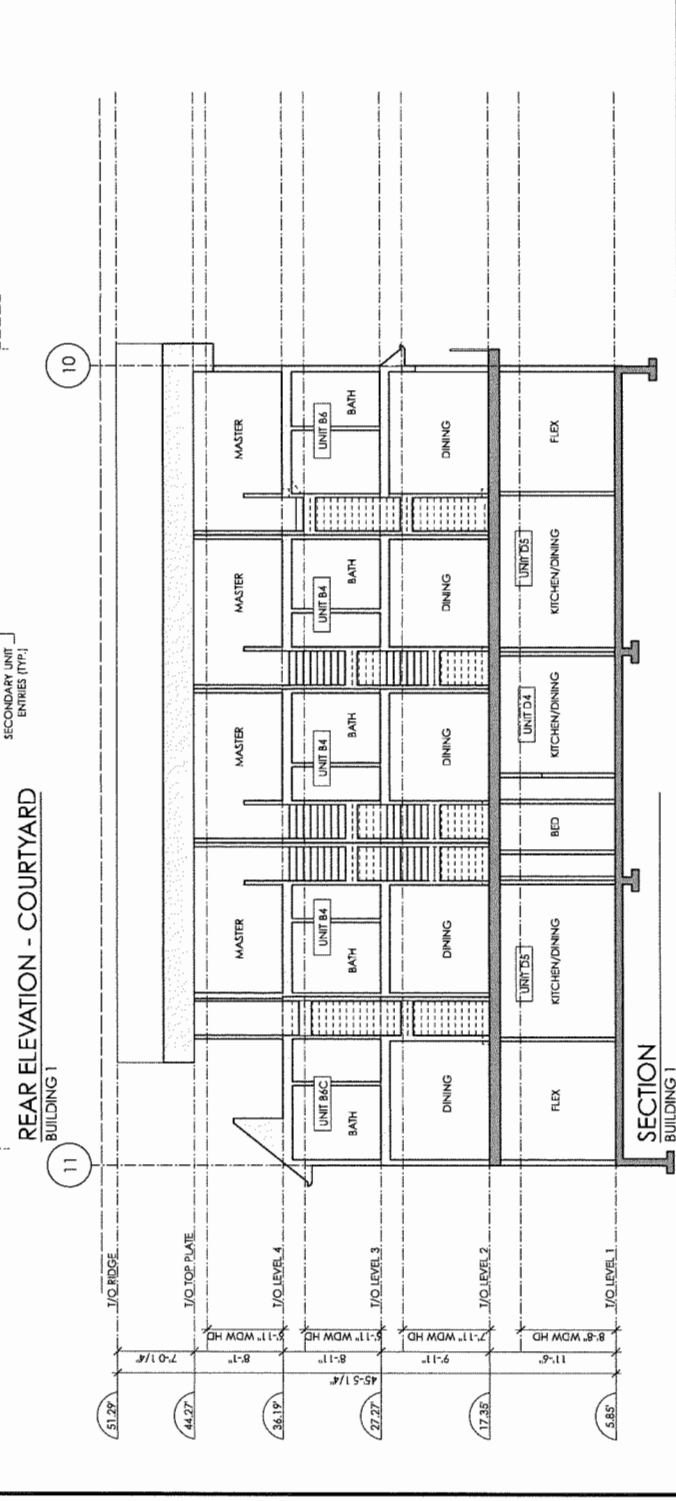 SECONDARY UNIT
ENTRIES (TYP.)
REAR ELEVATION - COURTYARD
BUILDING 1
11
10
T/O RIDGE
51.29'
T/O TOP PLATE
44.27'
T/O LEVEL 4
36.19'
T/O LEVEL 3
27.27'
T/O LEVEL 2
17.35'
T/O LEVEL 1
5.85'
45'-5 1/4"
7'-0 1/4"
8'-1"
8'-11"
9'-11"
11'-6"
6'-11" WDW HD
6'-11" WDW HD
7'-11" WDW HD
8'-8" WDW HD
MASTER
MASTER
MASTER
MASTER
UNIT B6C
BATH
UNIT B4
BATH
UNIT B4
BATH
UNIT B4
BATH
UNIT B6
BATH
DINING
DINING
DINING
DINING
DINING
FLEX
UNIT D5
KITCHEN/DINING
BED
UNIT D4
KITCHEN/DINING
UNIT D5
KITCHEN/DINING
FLEX
SECTION
BUILDING 1